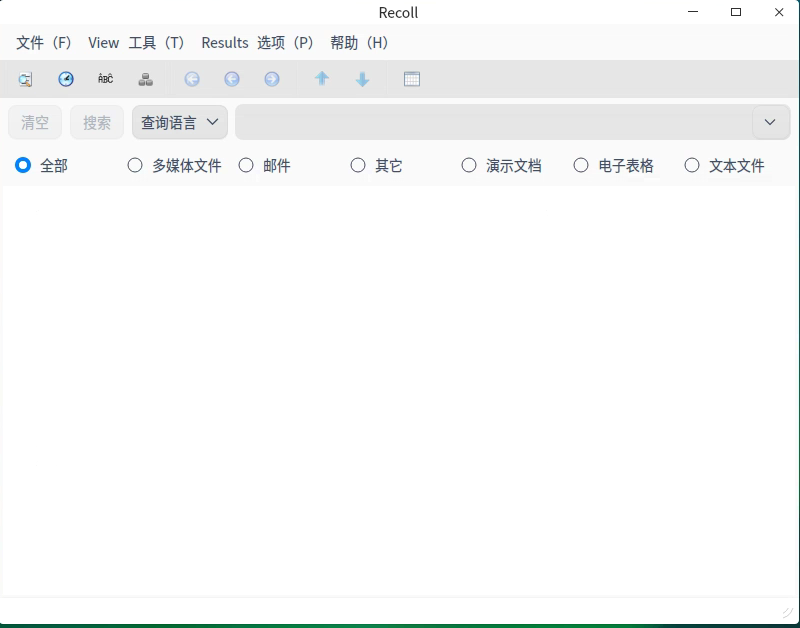 Recoll
文件（F） View 工具（T） Results 选项（P） 帮助（H）
ABC
清空 搜索 查询语言
全部 多媒体文件 邮件 其它 演示文档 电子表格 文本文件